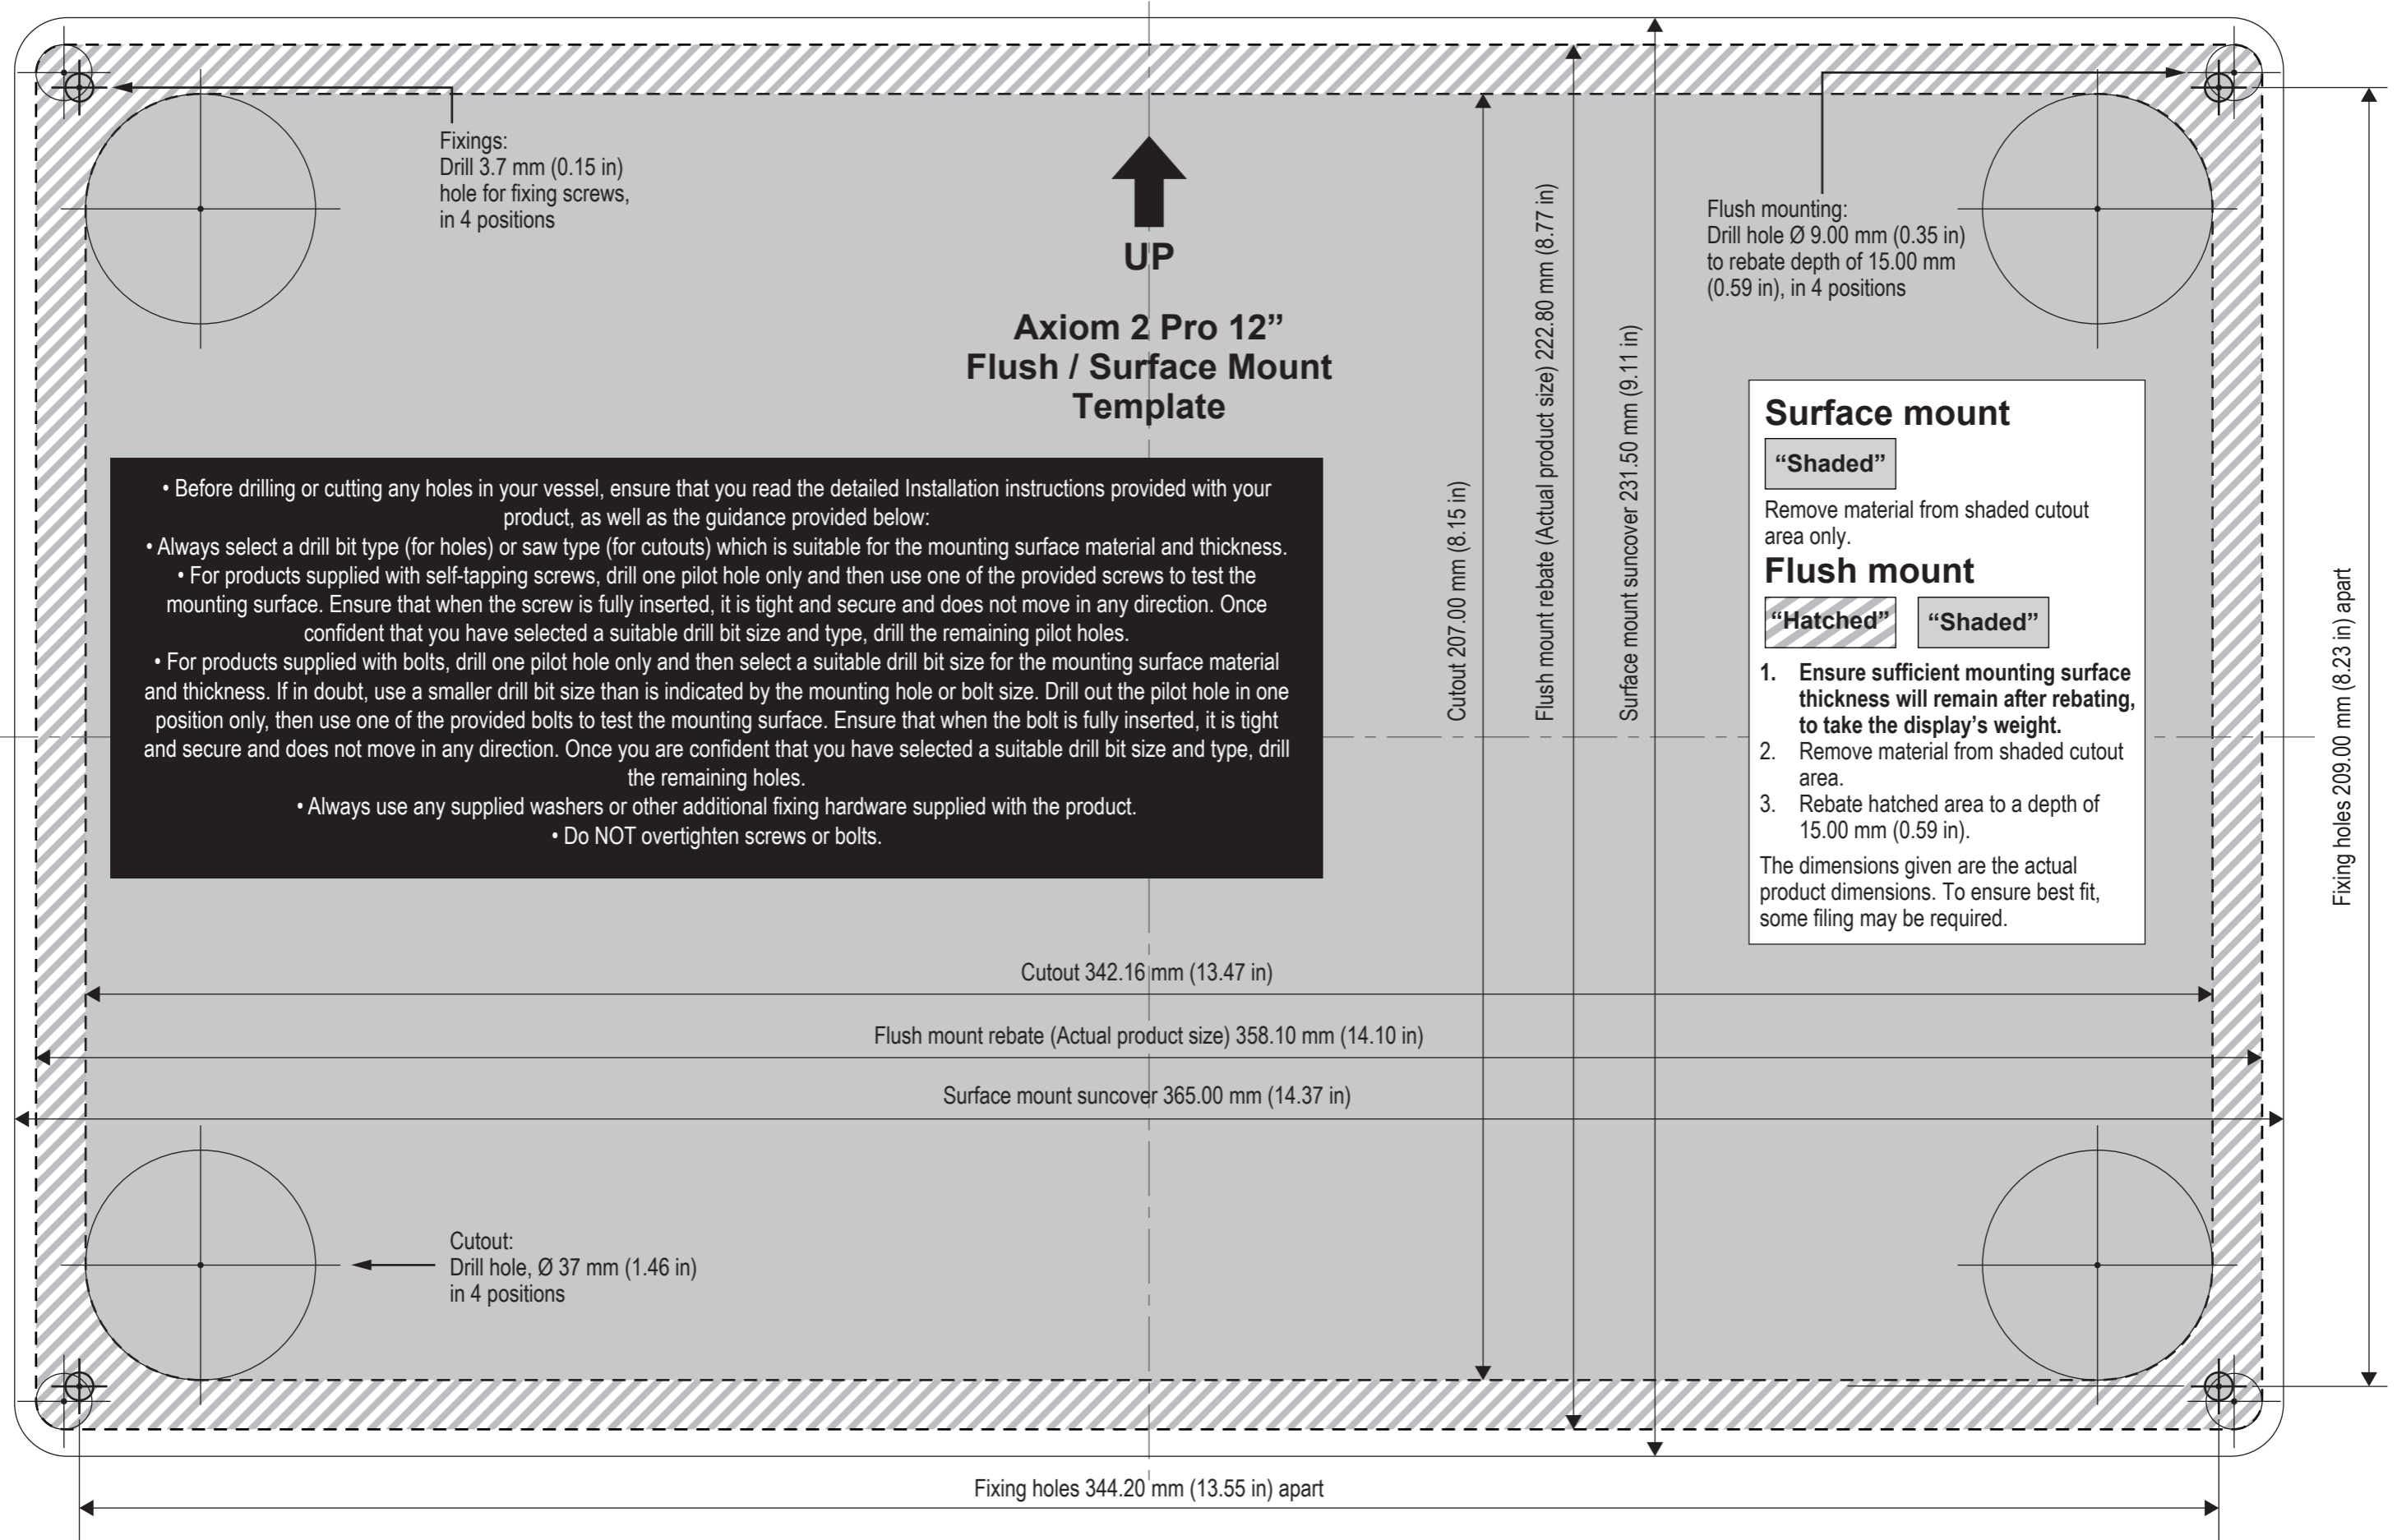 Fixings:
Drill 3.7 mm (0.15 in)
hole for fixing screws,
in 4 positions
UP
Axiom 2 Pro 12”
Flush / Surface Mount
Template
Flush mounting:
Drill hole Ø 9.00 mm (0.35 in)
to rebate depth of 15.00 mm
(0.59 in), in 4 positions
• Before drilling or cutting any holes in your vessel, ensure that you read the detailed Installation instructions provided with your
product, as well as the guidance provided below:
• Always select a drill bit type (for holes) or saw type (for cutouts) which is suitable for the mounting surface material and thickness.
• For products supplied with self-tapping screws, drill one pilot hole only and then use one of the provided screws to test the
mounting surface. Ensure that when the screw is fully inserted, it is tight and secure and does not move in any direction. Once
confident that you have selected a suitable drill bit size and type, drill the remaining pilot holes.
• For products supplied with bolts, drill one pilot hole only and then select a suitable drill bit size for the mounting surface material
and thickness. If in doubt, use a smaller drill bit size than is indicated by the mounting hole or bolt size. Drill out the pilot hole in one
position only, then use one of the provided bolts to test the mounting surface. Ensure that when the bolt is fully inserted, it is tight
and secure and does not move in any direction. Once you are confident that you have selected a suitable drill bit size and type, drill
the remaining holes.
• Always use any supplied washers or other additional fixing hardware supplied with the product.
• Do NOT overtighten screws or bolts.
Cutout 207.00 mm (8.15 in)
Flush mount rebate (Actual product size) 222.80 mm (8.77 in)
Surface mount suncover 231.50 mm (9.11 in)
Surface mount
“Shaded”
Remove material from shaded cutout
area only.
Flush mount
“Hatched” “Shaded”
1. Ensure sufficient mounting surface
thickness will remain after rebating,
to take the display’s weight.
2. Remove material from shaded cutout
area.
3. Rebate hatched area to a depth of
15.00 mm (0.59 in).
The dimensions given are the actual
product dimensions. To ensure best fit,
some filing may be required.
Fixing holes 209.00 mm (8.23 in) apart
Cutout 342.16 mm (13.47 in)
Flush mount rebate (Actual product size) 358.10 mm (14.10 in)
Surface mount suncover 365.00 mm (14.37 in)
Cutout:
Drill hole, Ø 37 mm (1.46 in)
in 4 positions
Fixing holes 344.20 mm (13.55 in) apart